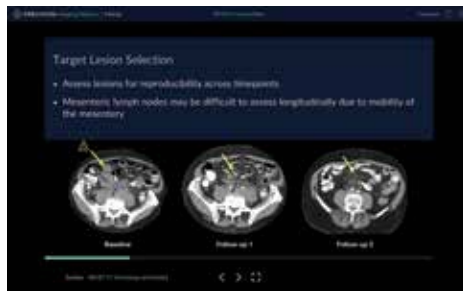 Target Lesion Selection
• Assess lesions for reproducibility across timepoints
• Mesenteric lymph nodes may be difficult to assess longitudinally due to mobility of
the mesentery
Baseline
Follow-up 1
Follow-up 2